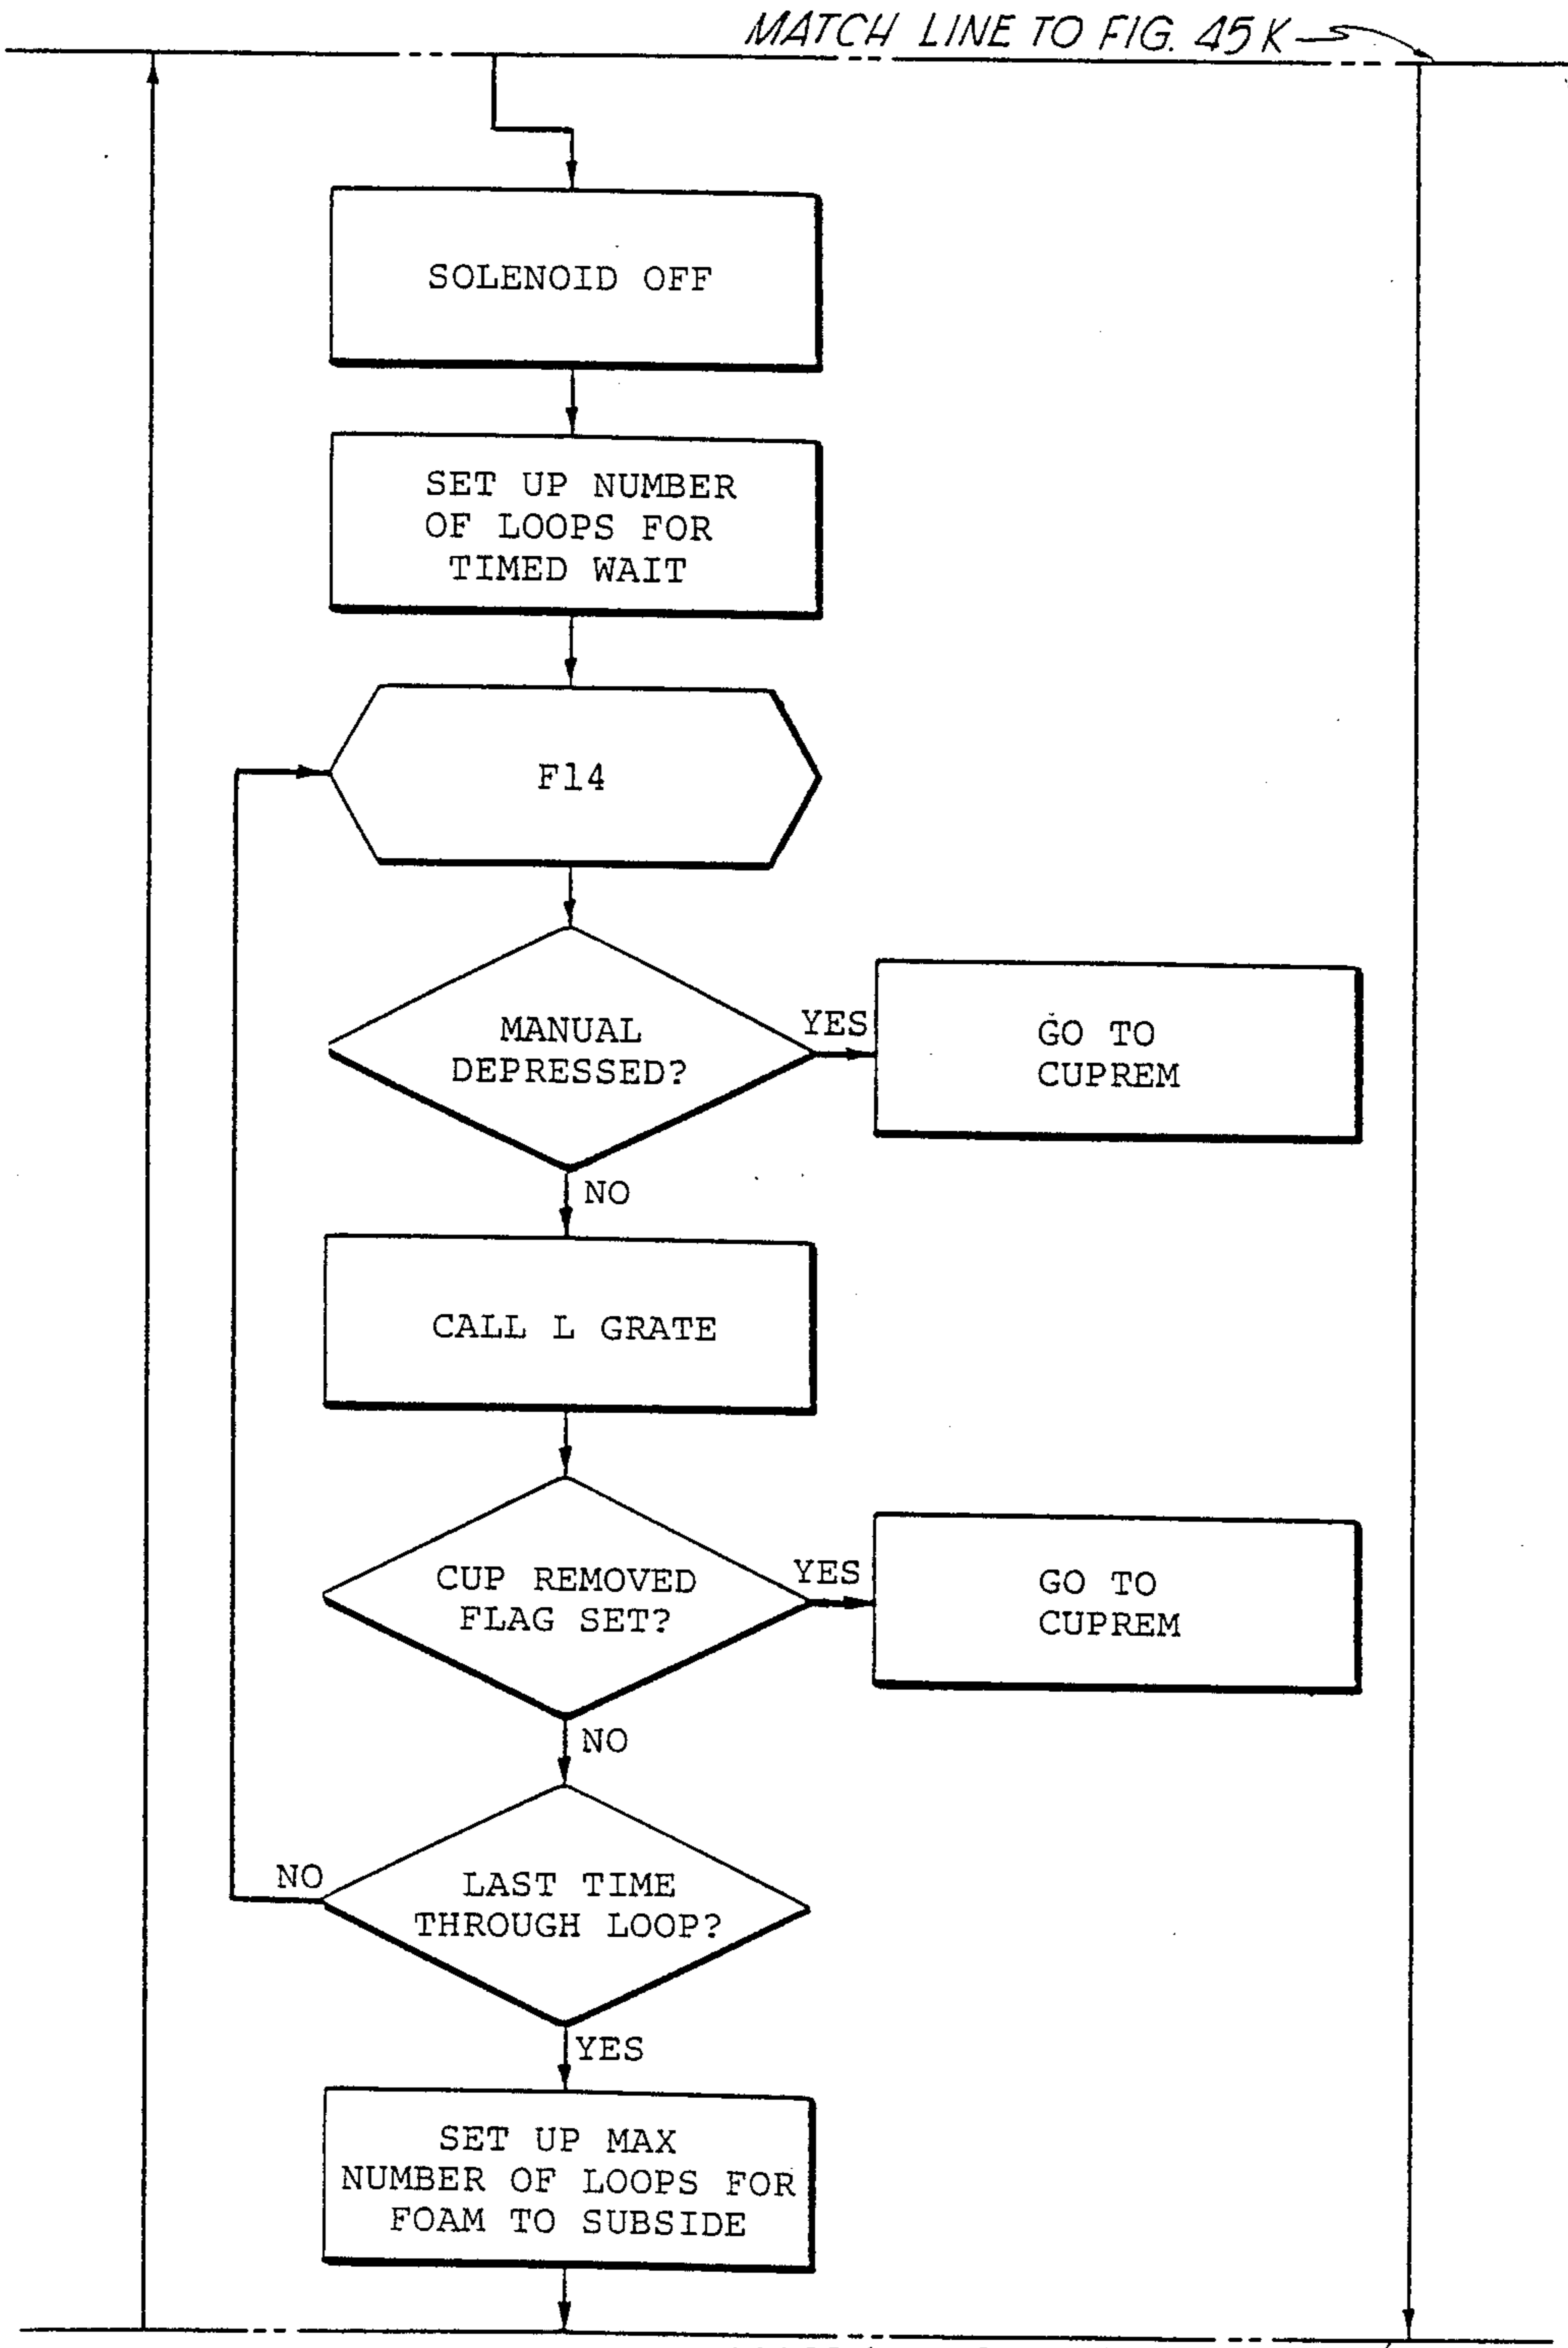 MATCH LINE TO FIG. 45K
SOLENOID OFF
SET UP NUMBER
OF LOOPS FOR
TIMED WAIT
F14
MANUAL
DEPRESSED?
YES
GO TO
CUPREM
NO
CALL L GRATE
CUP REMOVED
FLAG SET?
YES
GO TO
CUPREM
NO
LAST TIME
THROUGH LOOP?
NO
YES
SET UP MAX
NUMBER OF LOOPS FOR
FOAM TO SUBSIDE